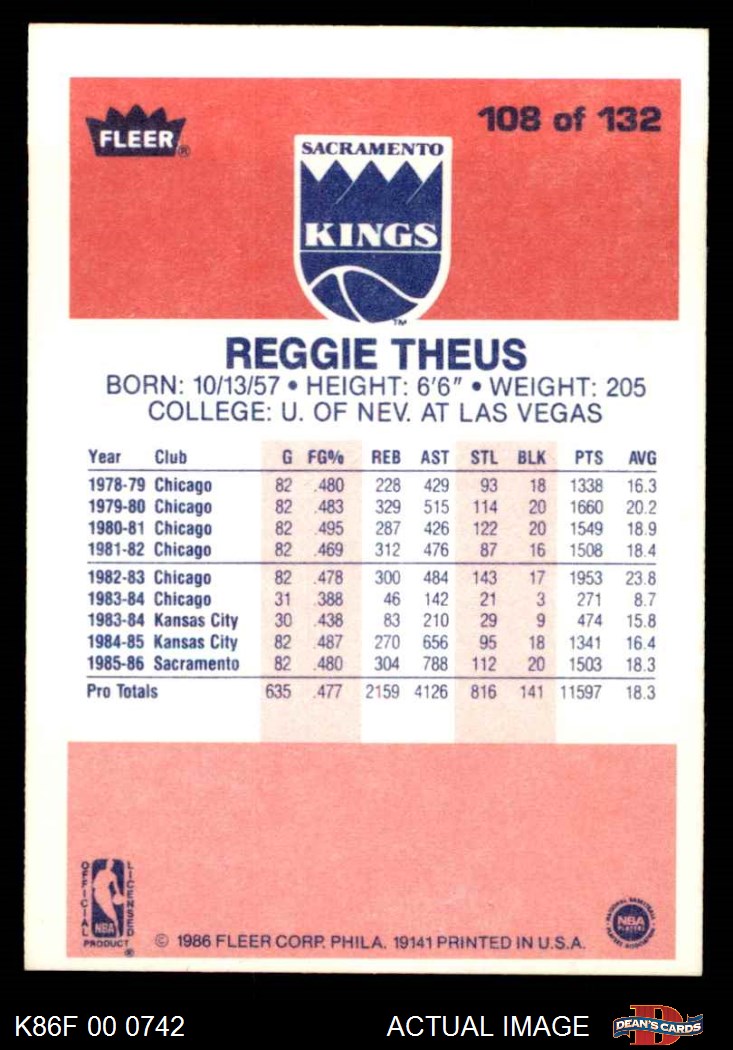 108 of 132
FLEER®
SACRAMENTO
KINGS
TM
REGGIE THEUS
BORN: 10/13/57 • HEIGHT: 6'6" • WEIGHT: 205
COLLEGE: U. OF NEV. AT LAS VEGAS
Year Club G FG% REB AST STL BLK PTS AVG
1978-79 Chicago 82 .480 228 429 93 18 1338 16.3
1979-80 Chicago 82 .483 329 515 114 20 1660 20.2
1980-81 Chicago 82 .495 287 426 122 20 1549 18.9
1981-82 Chicago 82 .469 312 476 87 16 1508 18.4
1982-83 Chicago 82 .478 300 484 143 17 1953 23.8
1983-84 Chicago 31 .388 46 142 21 3 271 8.7
1983-84 Kansas City 30 .438 83 210 29 9 474 15.8
1984-85 Kansas City 82 .487 270 656 95 18 1341 16.4
1985-86 Sacramento 82 .480 304 788 112 20 1503 18.3
Pro Totals 635 .477 2159 4126 816 141 11597 18.3
OFFICIAL LICENSED
NBA
PRODUCT ®
NATIONAL BASKETBALL
NBA
PLAYERS
PLAYERS ASSOCIATION
© 1986 FLEER CORP. PHILA. 19141 PRINTED IN U.S.A.
K86F 00 0742 ACTUAL IMAGE
D
DEAN'S CARDS